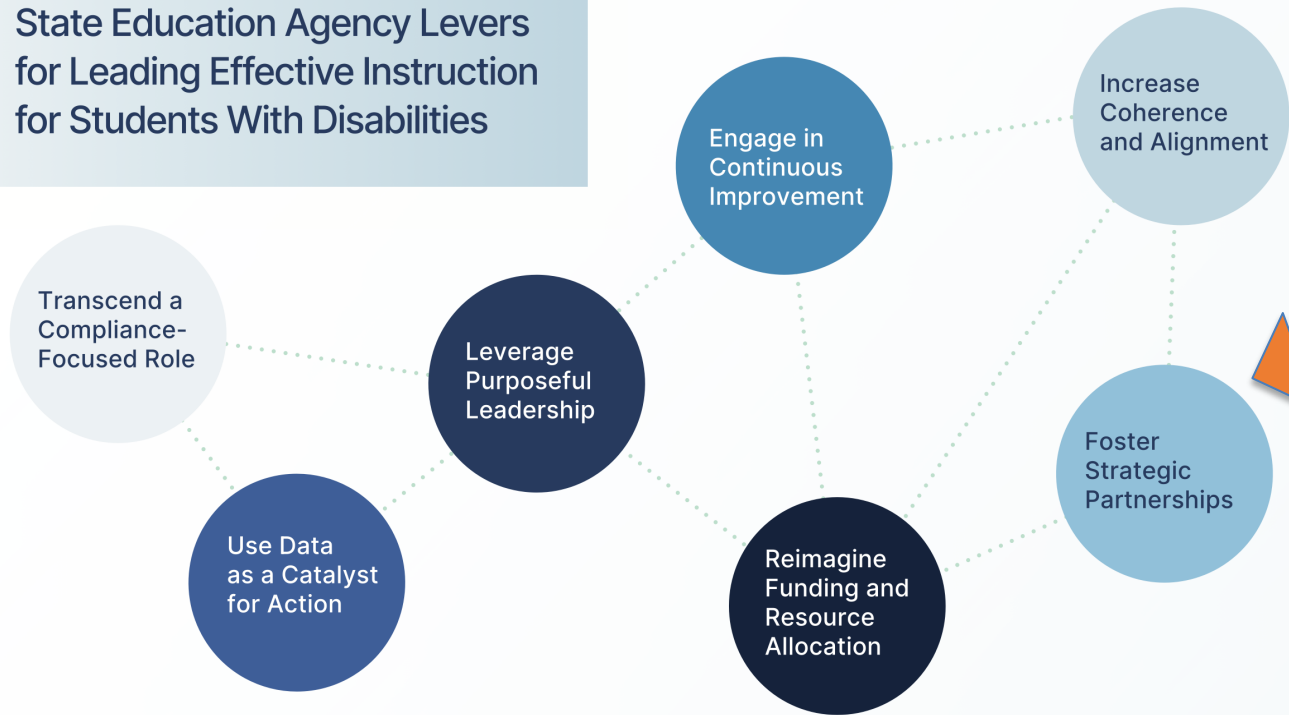 State Education Agency Levers
for Leading Effective Instruction
for Students With Disabilities
Transcend a
Compliance-
Focused Role
Use Data
as a Catalyst
for Action
Leverage
Purposeful
Leadership
Engage in
Continuous
Improvement
Reimagine
Funding and
Resource
Allocation
Increase
Coherence
and Alignment
Foster
Strategic
Partnerships